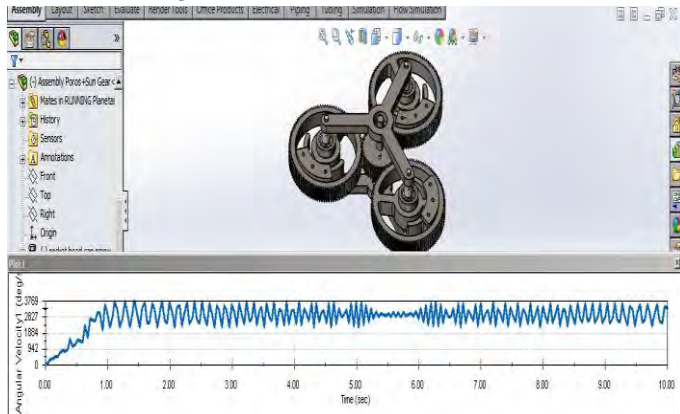 Assembly Layout Sketch Evaluate Render Tools Office Products Electrical Piping Tubing Simulation Flow Simulation
(-) Assembly Poros+Sun Gear<
Mates in RUNNING Planetar
History
Sensors
Annotations
Front
Top
Right
Origin
Plot1
Angular Velocity1 (deg/
3769
2827
1884
942
0
0.00 1.00 2.00 3.00 4.00 5.00 6.00 7.00 8.00 9.00 10.00
Time (sec)